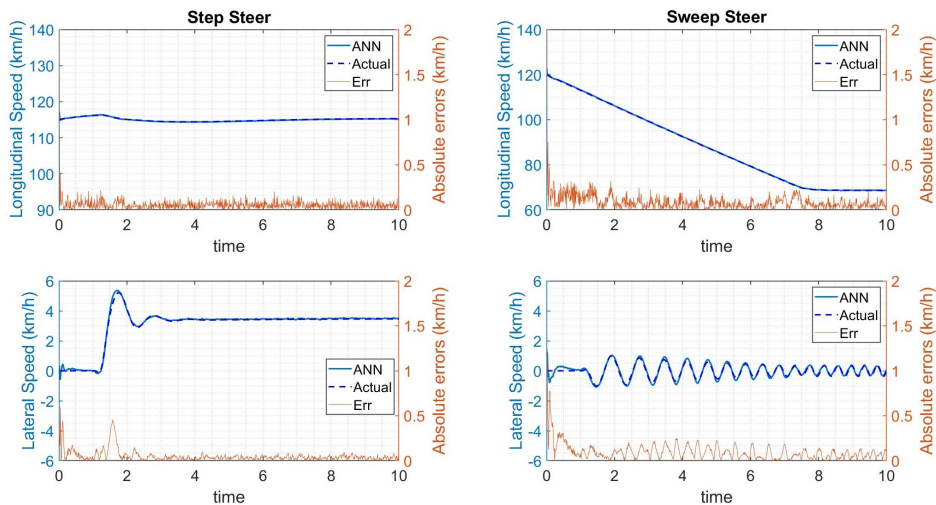 Step Steer
Longitudinal Speed (km/h)
140
130
120
110
100
90
ANN
Actual
Err
2
1.5
1
0.5
0
Absolute errors (km/h)
0 2 4 6 8 10
time
Sweep Steer
Longitudinal Speed (km/h)
140
120
100
80
60
ANN
Actual
Err
2
1.5
1
0.5
0
Absolute errors (km/h)
0 2 4 6 8 10
time
Lateral Speed (km/h)
6
4
2
0
-2
-4
-6
ANN
Actual
Err
2
1.5
1
0.5
0
Absolute errors (km/h)
0 2 4 6 8 10
time
Lateral Speed (km/h)
6
4
2
0
-2
-4
-6
ANN
Actual
Err
2
1.5
1
0.5
0
Absolute errors (km/h)
0 2 4 6 8 10
time